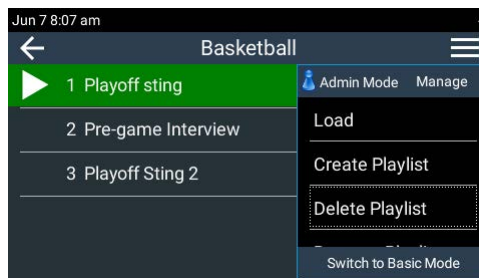 Jun 7 8:07 am
Basketball
1 Playoff sting
2 Pre-game Interview
3 Playoff Sting 2
Admin Mode Manage
Load
Create Playlist
Delete Playlist
Switch to Basic Mode